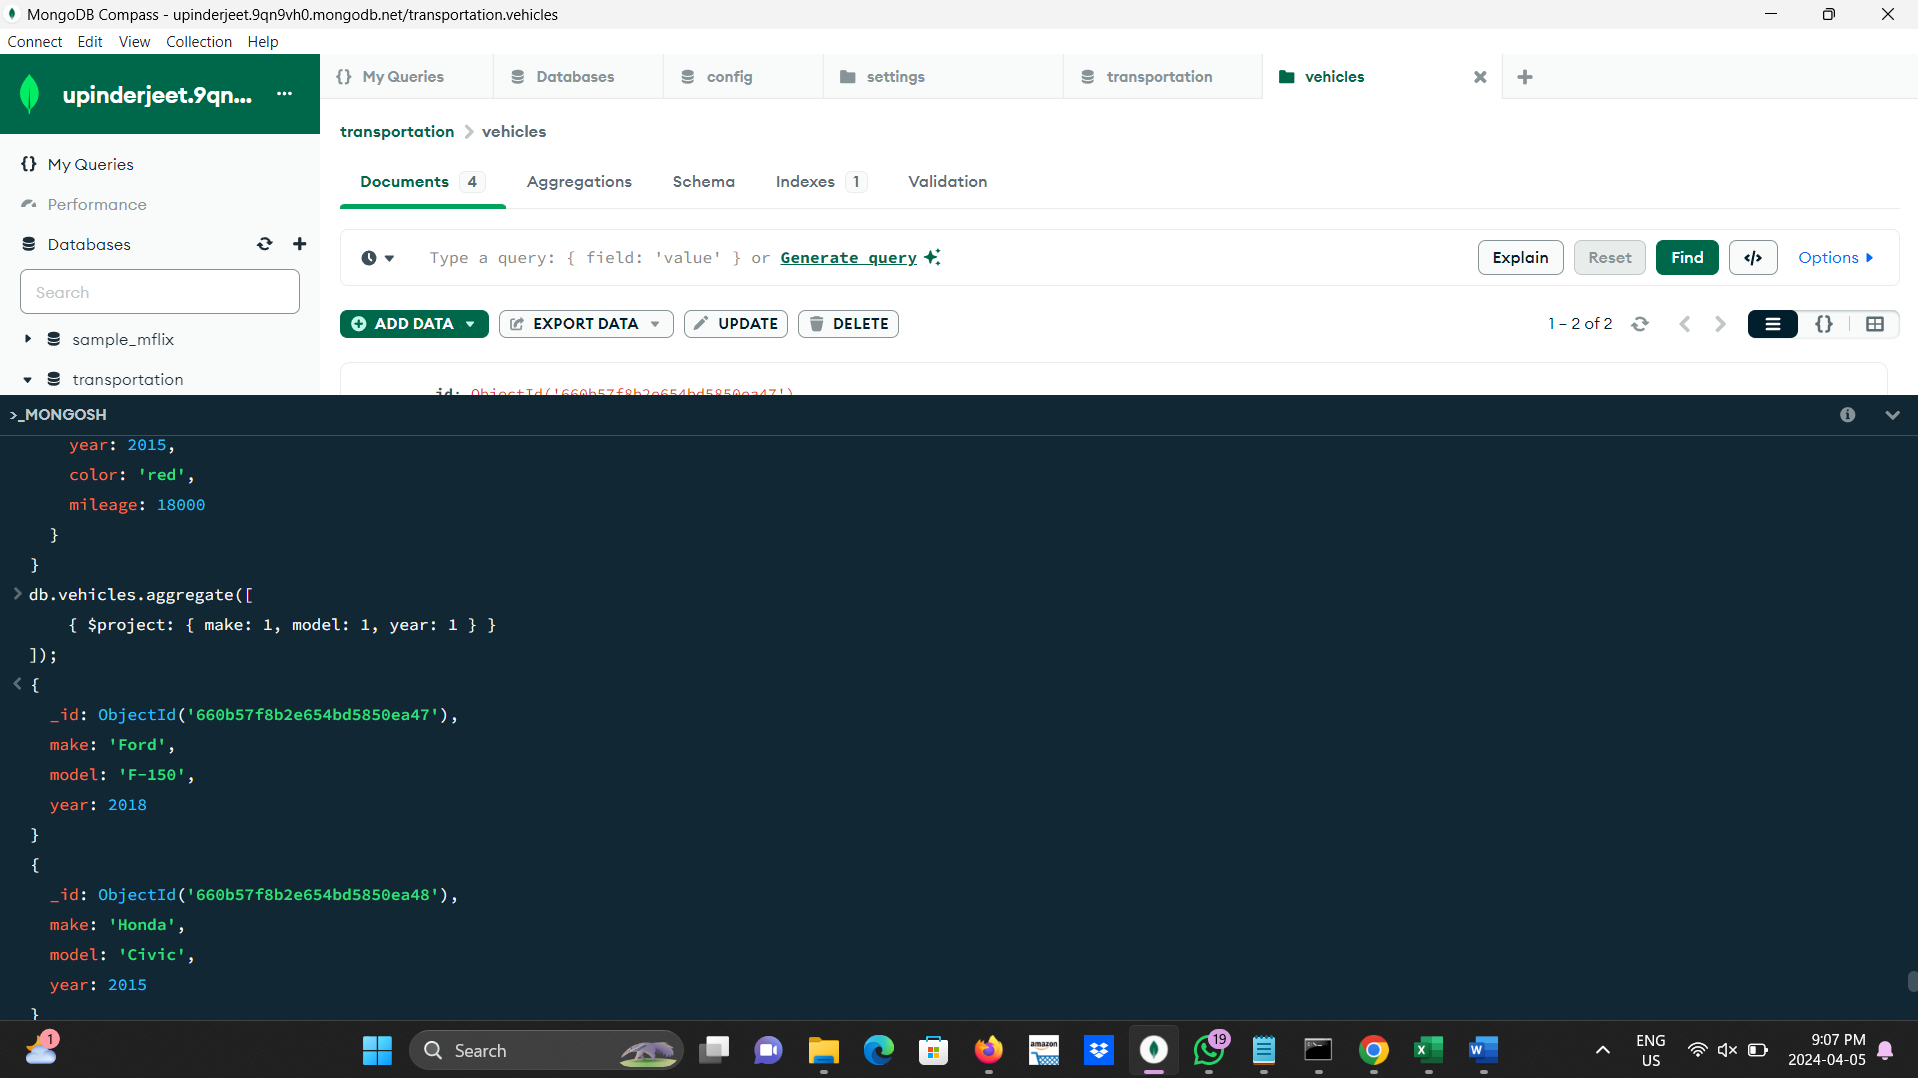 MongoDB Compass - upinderjeet.9qn9vh0.mongodb.net/transportation.vehicles
Connect Edit View Collection Help
upinderjeet.9qn...
My Queries
Databases
config
settings
transportation
vehicles
transportation > vehicles
My Queries
Performance
Databases
Search
sample_mflix
transportation
Documents 4
Aggregations
Schema
Indexes 1
Validation
Type a query: { field: 'value' } or Generate query
Explain
Reset
Find
</>
Options
ADD DATA
EXPORT DATA
UPDATE
DELETE
1 – 2 of 2
{}
_id: ObjectId('660b57f8b2e654bd5850ea47')
>_MONGOSH
year: 2015,
color: 'red',
mileage: 18000
}
}
> db.vehicles.aggregate([
{ $project: { make: 1, model: 1, year: 1 } }
]);
< {
_id: ObjectId('660b57f8b2e654bd5850ea47'),
make: 'Ford',
model: 'F-150',
year: 2018
}
{
_id: ObjectId('660b57f8b2e654bd5850ea48'),
make: 'Honda',
model: 'Civic',
year: 2015
}
1
Search
amazon
19
ENG
US
9:07 PM
2024-04-05